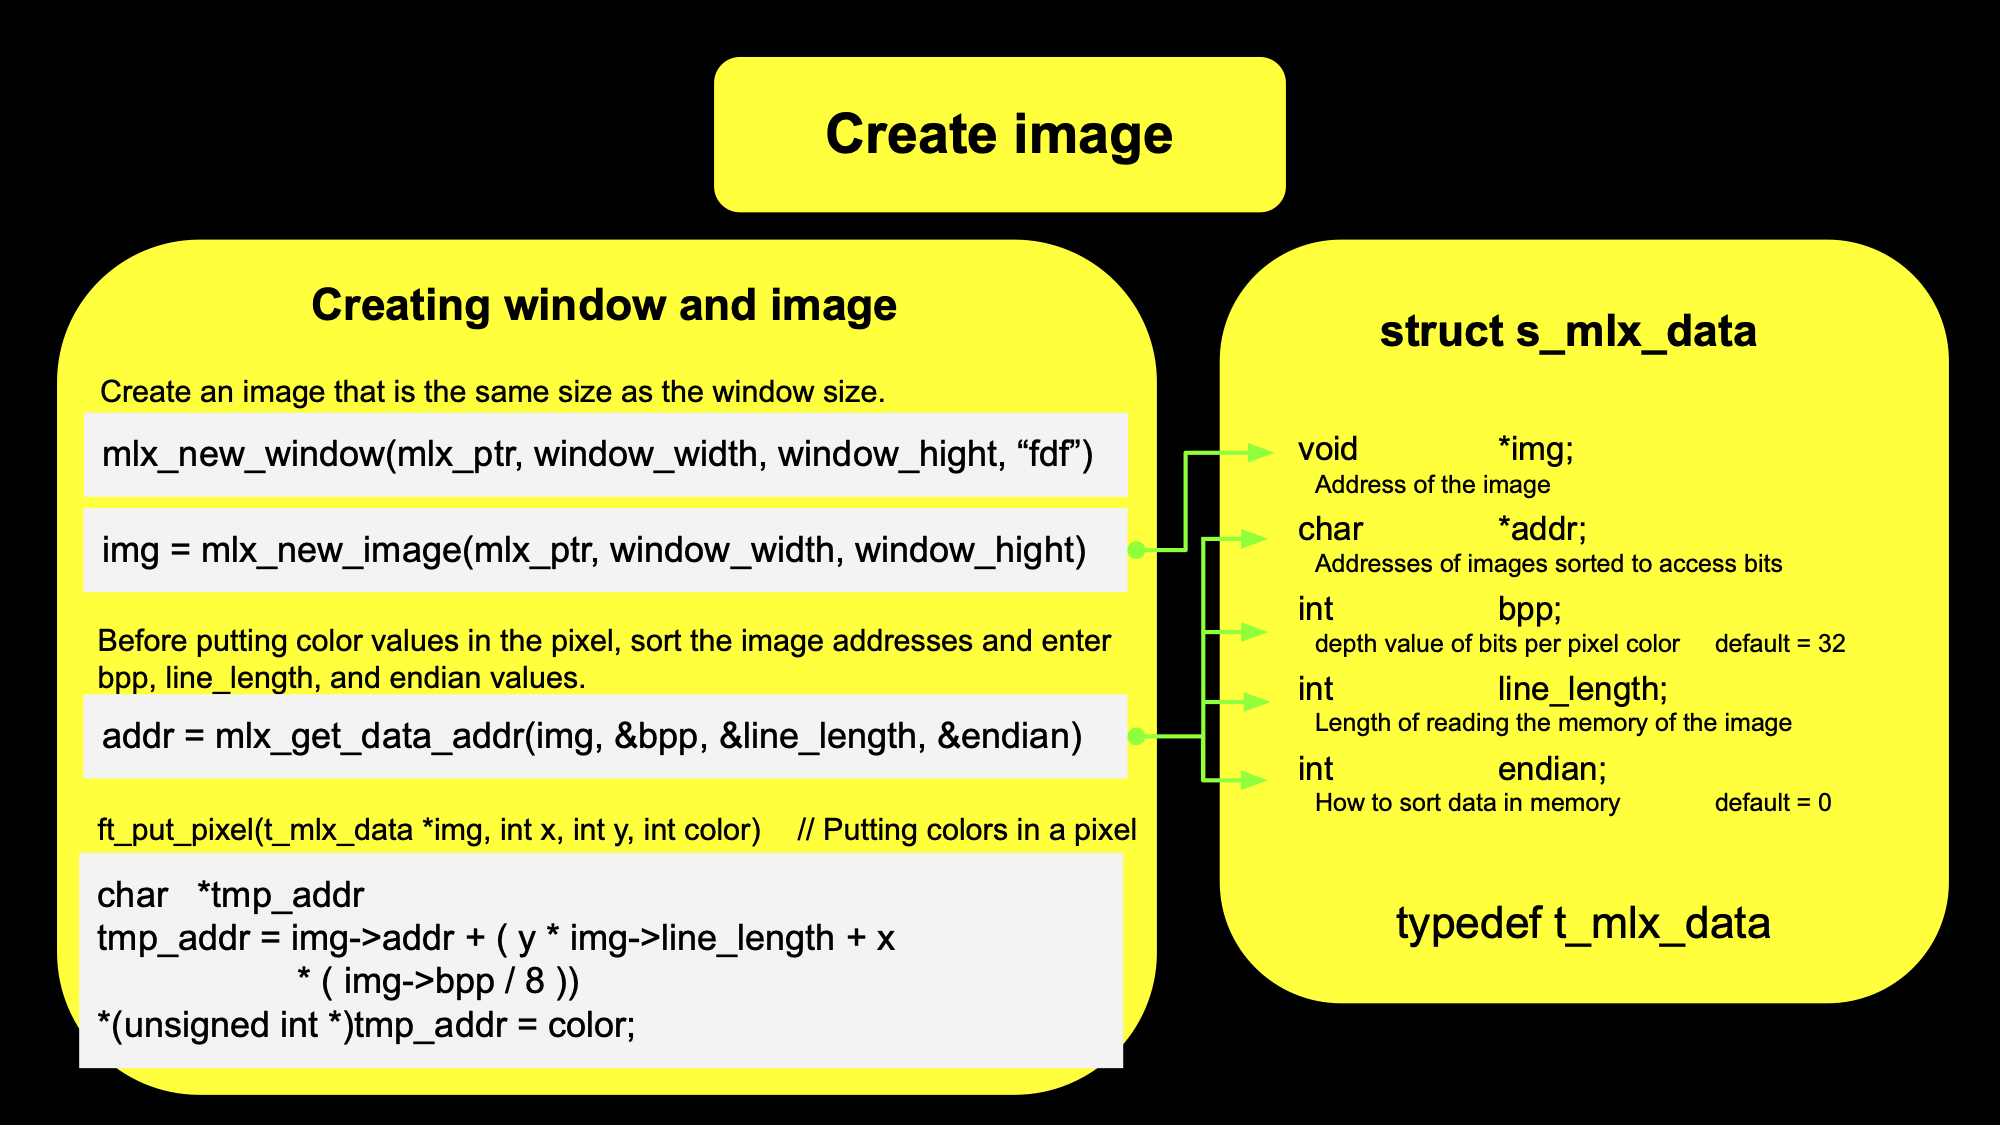 Create image
Creating window and image
Create an image that is the same size as the window size.
mlx_new_window(mlx_ptr, window_width, window_hight, “fdf”)
img = mlx_new_image(mlx_ptr, window_width, window_hight)
Before putting color values in the pixel, sort the image addresses and enter
bpp, line_length, and endian values.
addr = mlx_get_data_addr(img, &bpp, &line_length, &endian)
ft_put_pixel(t_mlx_data *img, int x, int y, int color) // Putting colors in a pixel
char *tmp_addr
tmp_addr = img->addr + ( y * img->line_length + x
* ( img->bpp / 8 ))
*(unsigned int *)tmp_addr = color;
struct s_mlx_data
void *img;
Address of the image
char *addr;
Addresses of images sorted to access bits
int bpp;
depth value of bits per pixel color default = 32
int line_length;
Length of reading the memory of the image
int endian;
How to sort data in memory default = 0
typedef t_mlx_data